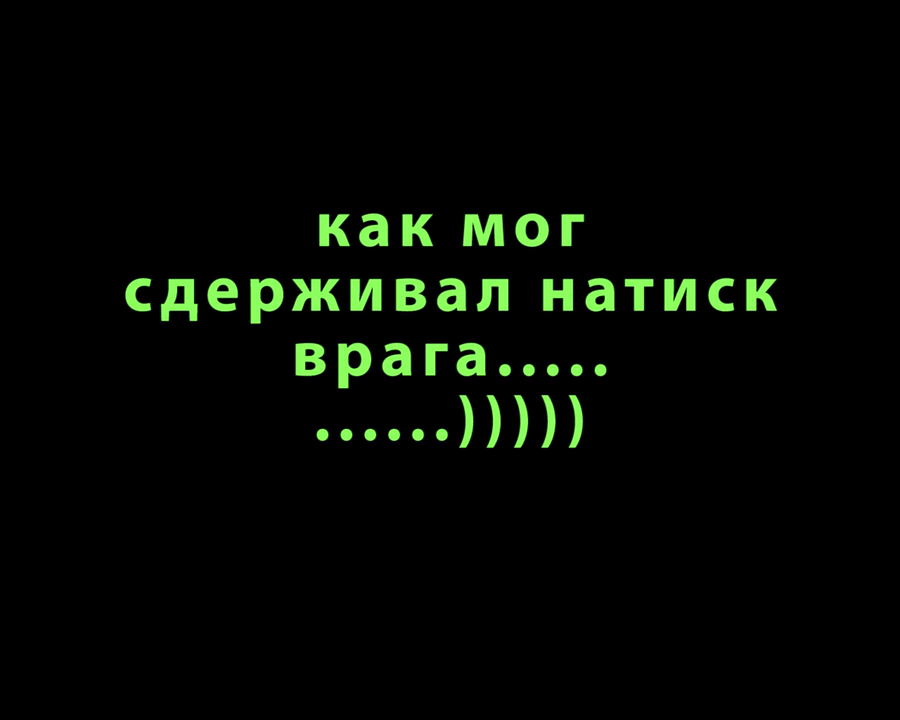 как мог
сдерживал натиск
врага.....
......)))))